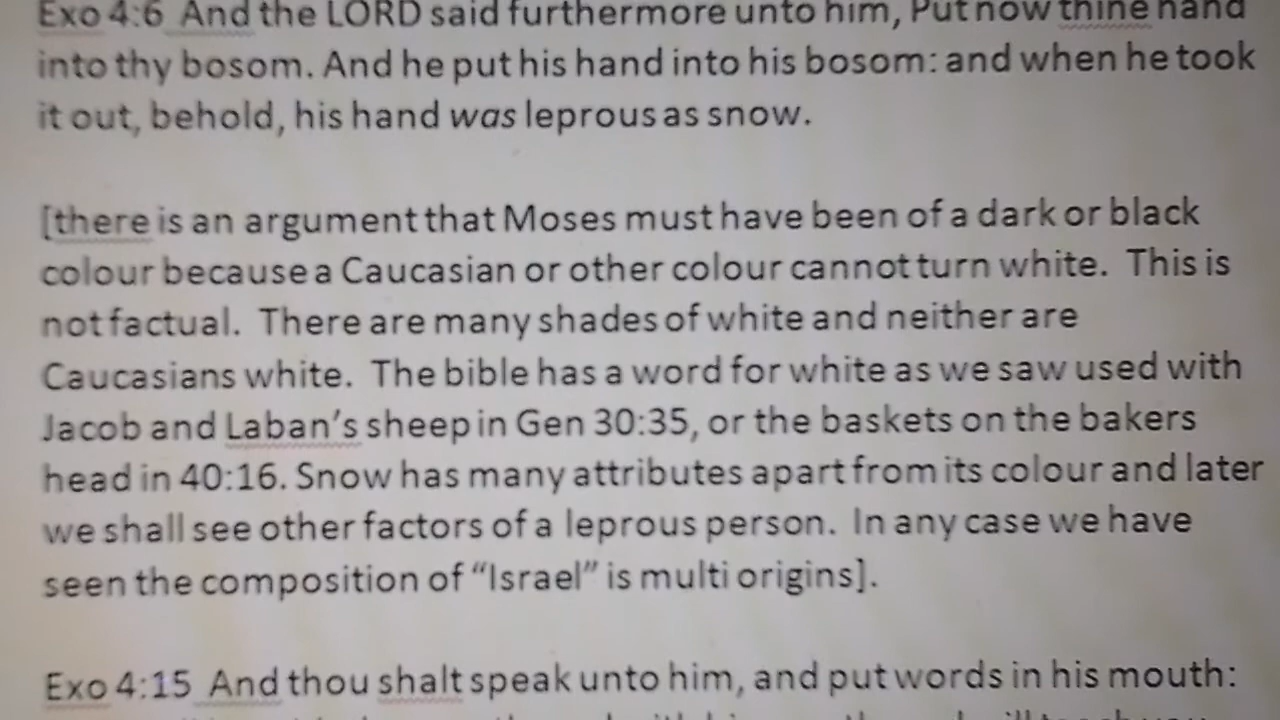 Exo 4:6 And the LORD said furthermore unto him, Put now thine hand
into thy bosom. And he put his hand into his bosom: and when he took
it out, behold, his hand was leprous as snow.
[there is an argument that Moses must have been of a dark or black
colour because a Caucasian or other colour cannot turn white. This is
not factual. There are many shades of white and neither are
Caucasians white. The bible has a word for white as we saw used with
Jacob and Laban's sheep in Gen 30:35, or the baskets on the bakers
head in 40:16. Snow has many attributes apart from its colour and later
we shall see other factors of a leprous person. In any case we have
seen the composition of “Israel” is multi origins].
Exo 4:15 And thou shalt speak unto him, and put words in his mouth: